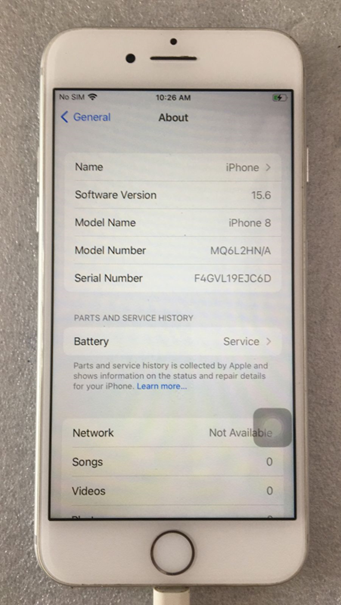 No SIM 10:26 AM
General About
Name iPhone
Software Version 15.6
Model Name iPhone 8
Model Number MQ6L2HN/A
Serial Number F4GVL19EJC6D
PARTS AND SERVICE HISTORY
Battery Service
Parts and service history is collected by Apple and
shows information on the status and repair details
for your iPhone. Learn more...
Network Not Available
Songs 0
Videos 0